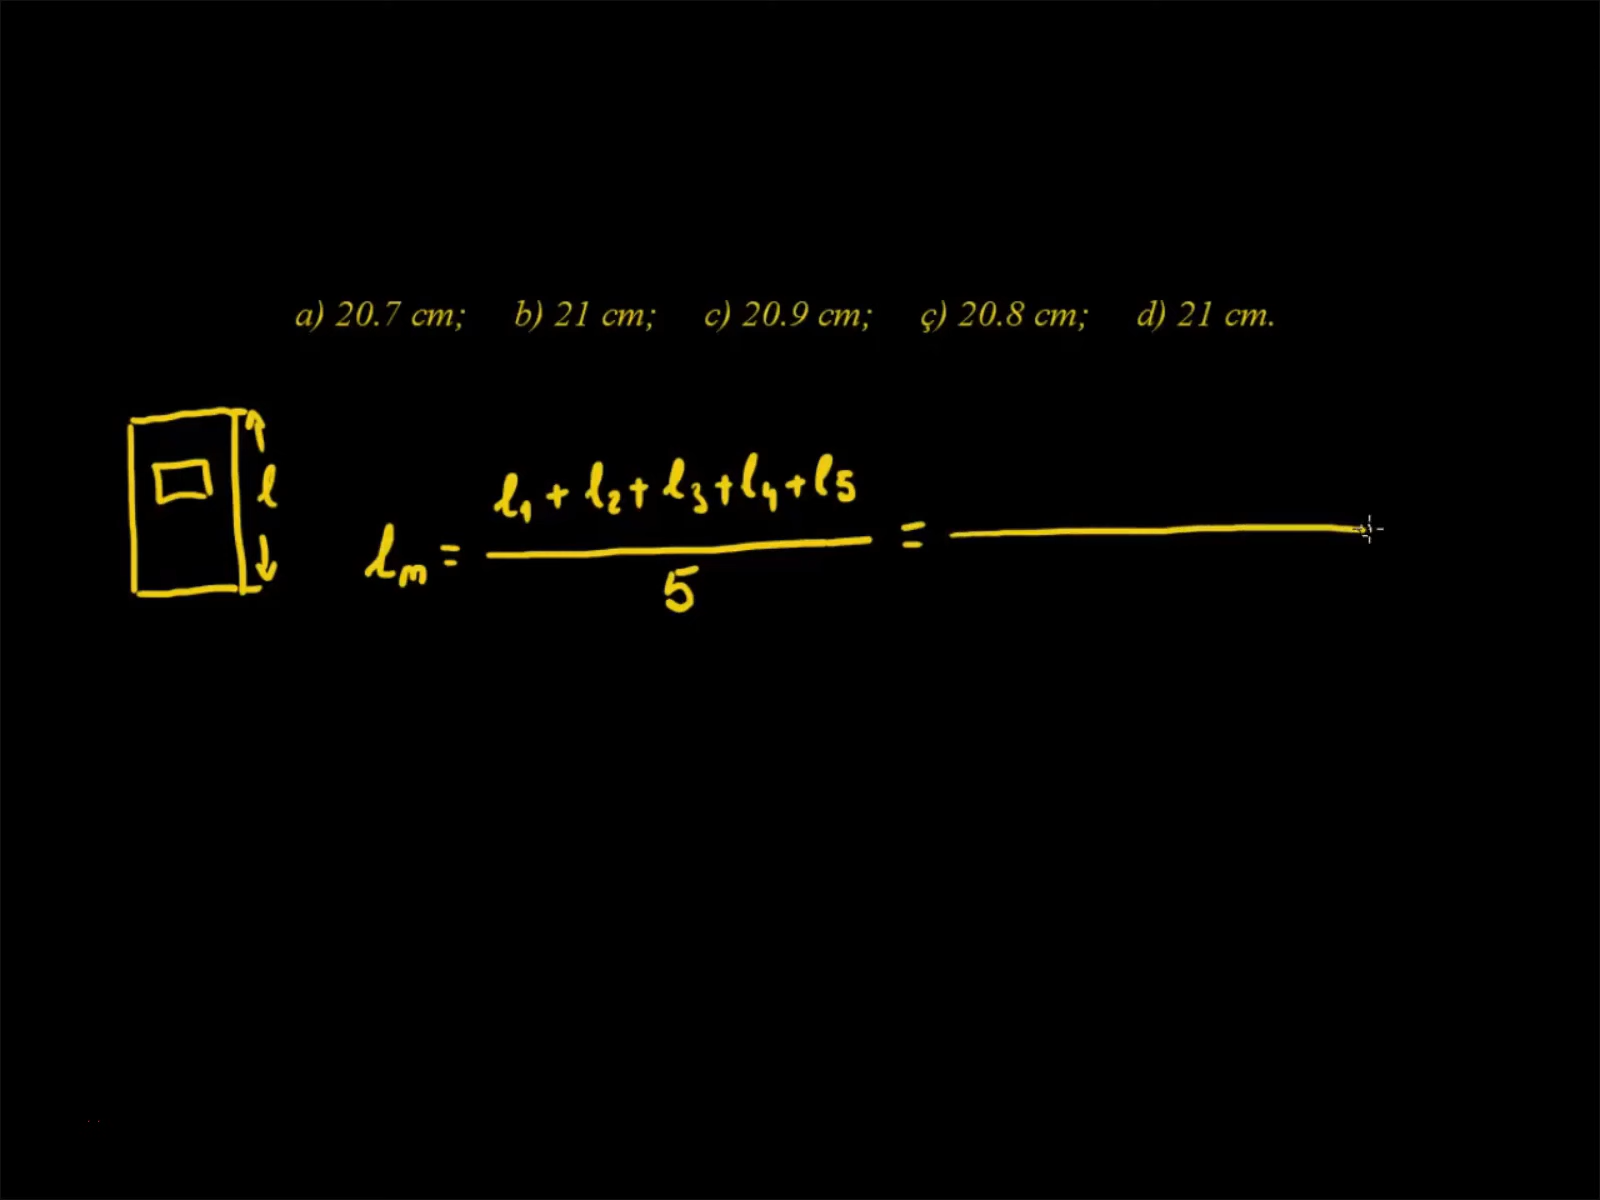 a) 20.7 cm; b) 21 cm; c) 20.9 cm; ç) 20.8 cm; d) 21 cm.
l
lₘ = (l₁ + l₂ + l₃ + l₄ + l₅) / 5 =